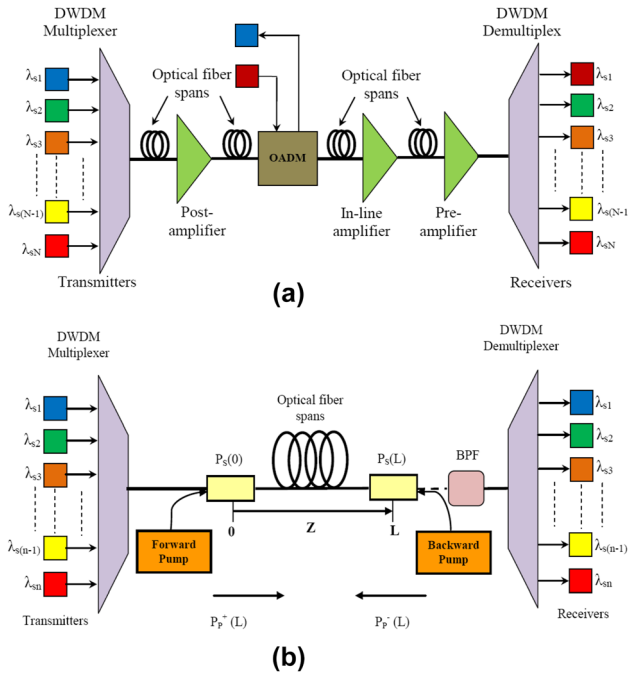 DWDM
Multiplexer
DWDM
Demultiplex
λs1
λs2
λs3
λs(N-1)
λsN
Optical fiber
spans
Optical fiber
spans
OADM
Post-
amplifier
In-line
amplifier
Pre-
amplifier
λs1
λs2
λs3
λs(N-1
λsN
Transmitters
Receivers
(a)
DWDM
Multiplexer
DWDM
Demultiplexer
λs1
λs2
λs3
λs(n-1)
λsn
Optical fiber
spans
PS(0)
PS(L)
BPF
0
Z
L
Forward
Pump
Backward
Pump
λs1
λs2
λs3
λs(n-1)
λsn
Transmitters
PP+ (L)
PP- (L)
Receivers
(b)